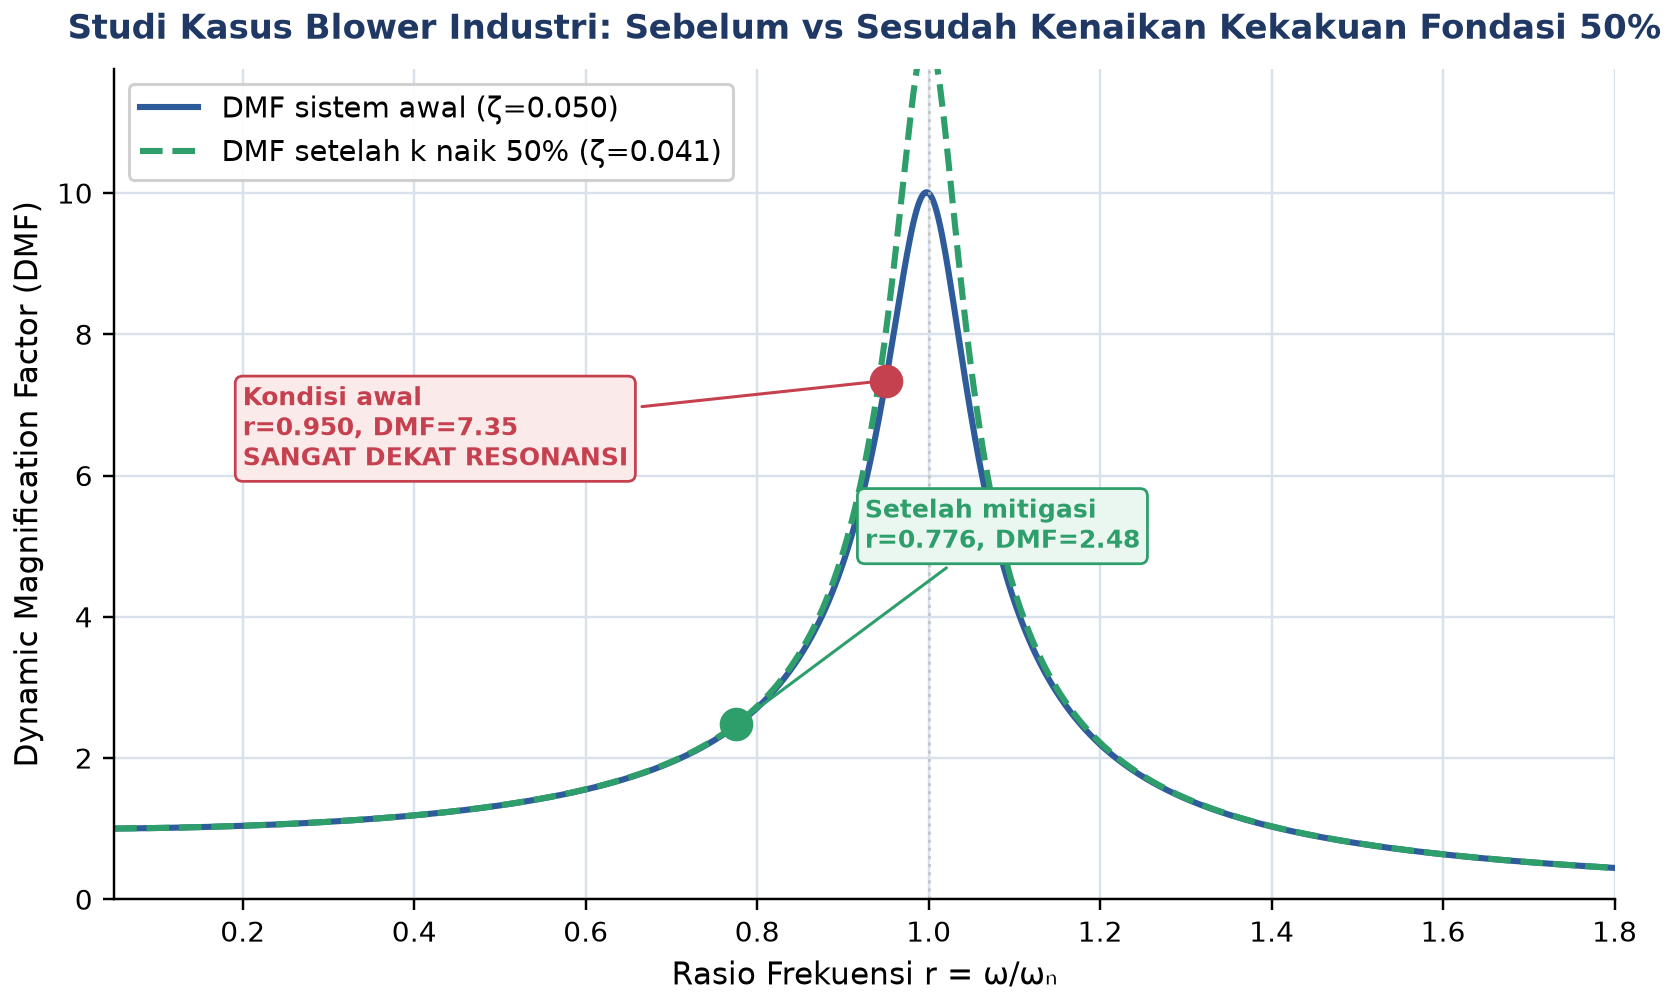 Studi Kasus Blower Industri: Sebelum vs Sesudah Kenaikan Kekakuan Fondasi 50%
DMF sistem awal (ζ=0.050)
DMF setelah k naik 50% (ζ=0.041)
Dynamic Magnification Factor (DMF)
10
8
6
4
2
0
Kondisi awal
r=0.950, DMF=7.35
SANGAT DEKAT RESONANSI
Setelah mitigasi
r=0.776, DMF=2.48
0.2 0.4 0.6 0.8 1.0 1.2 1.4 1.6 1.8
Rasio Frekuensi r = ω/ωₙ